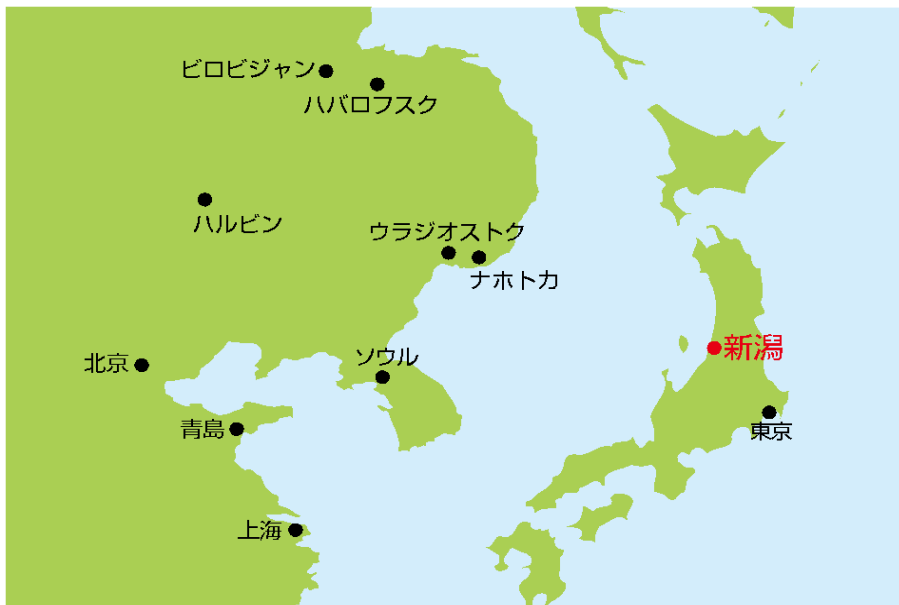 ビロビジャン
ハバロフスク
ハルビン
ウラジオストク
ナホトカ
新潟
ソウル
北京
東京
青島
上海